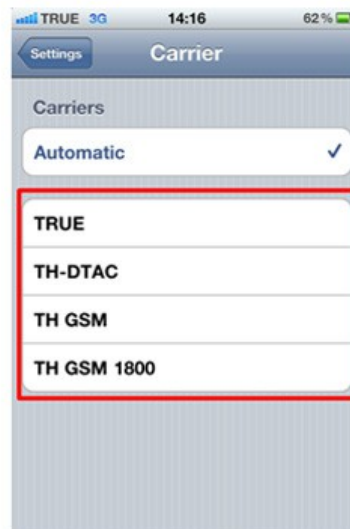 TRUE 3G 14:16 62%
Settings Carrier
Carriers
Automatic
TRUE
TH-DTAC
TH GSM
TH GSM 1800